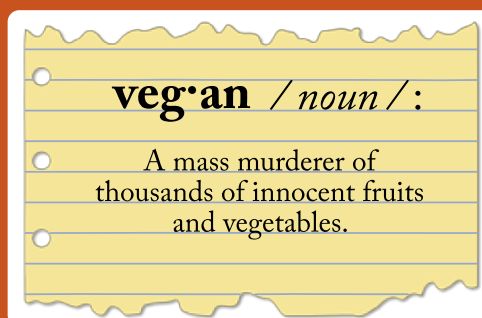 veg·an / noun / :
A mass murderer of
thousands of innocent fruits
and vegetables.